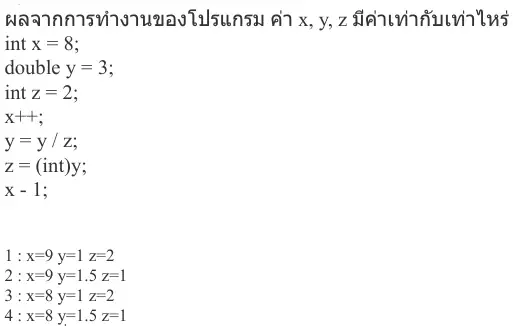 ผลจากการทำงานของโปรแกรม ค่า x, y, z มีค่าเท่ากับเท่าไหร่
int x = 8;
double y = 3;
int z = 2;
x++;
y = y / z;
z = (int)y;
x - 1;
1 : x=9 y=1 z=2
2 : x=9 y=1.5 z=1
3 : x=8 y=1 z=2
4 : x=8 y=1.5 z=1